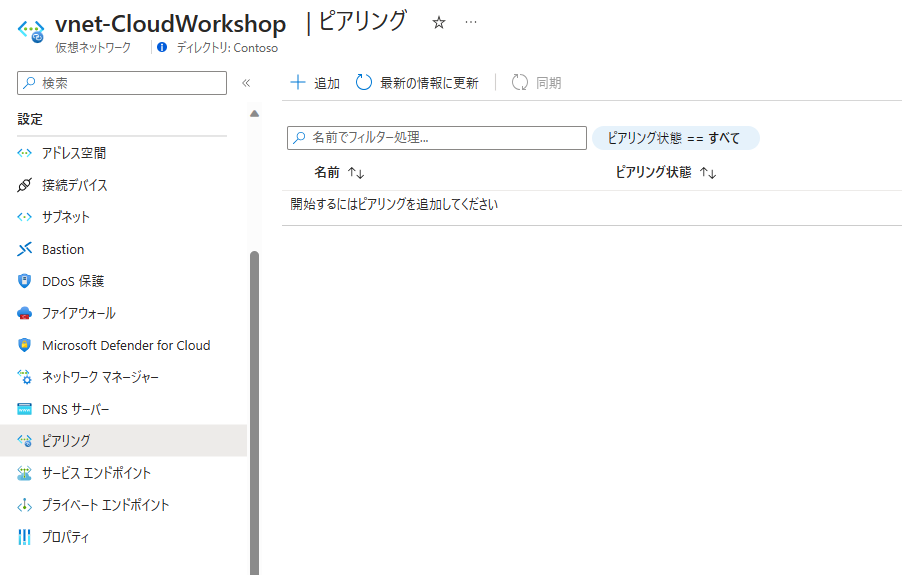 vnet-CloudWorkshop | ピアリング
仮想ネットワーク ディレクトリ: Contoso
検索
追加 最新の情報に更新 同期
設定
アドレス空間
接続デバイス
サブネット
Bastion
DDoS 保護
ファイアウォール
Microsoft Defender for Cloud
ネットワーク マネージャー
DNS サーバー
ピアリング
サービス エンドポイント
プライベート エンドポイント
プロパティ
名前でフィルター処理... ピアリング状態 == すべて
名前 ピアリング状態
開始するにはピアリングを追加してください